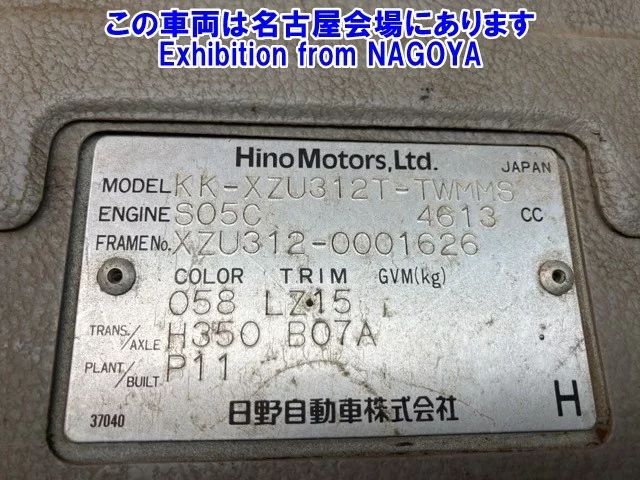 この車両は名古屋会場にあります
Exhibition from NAGOYA
Hino Motors, Ltd. JAPAN
MODEL KK-XZU312T-TWMMS
ENGINE S05C 4613 CC
FRAME No. XZU312-0001626
COLOR TRIM GVM(kg)
058 LZ15
TRANS./AXLE H350 B07A
PLANT/BUILT P11
37040 日野自動車株式会社 H